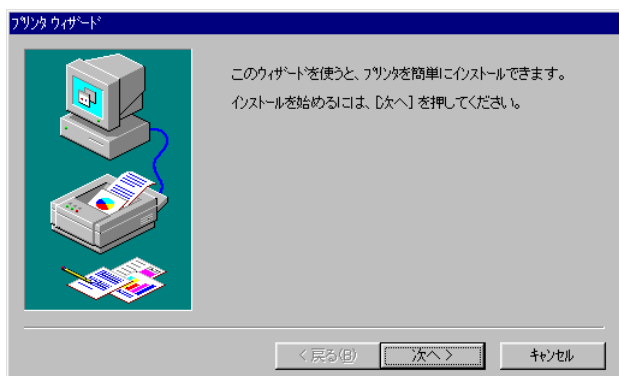 ﾌﾟﾘﾝﾀ ｳｨｻﾞｰﾄﾞ
このｳｨｻﾞｰﾄﾞを使うと、ﾌﾟﾘﾝﾀを簡単にｲﾝｽﾄｰﾙできます。
ｲﾝｽﾄｰﾙを始めるには、[次へ] を押してください。
< 戻る(B)
次へ >
ｷｬﾝｾﾙ